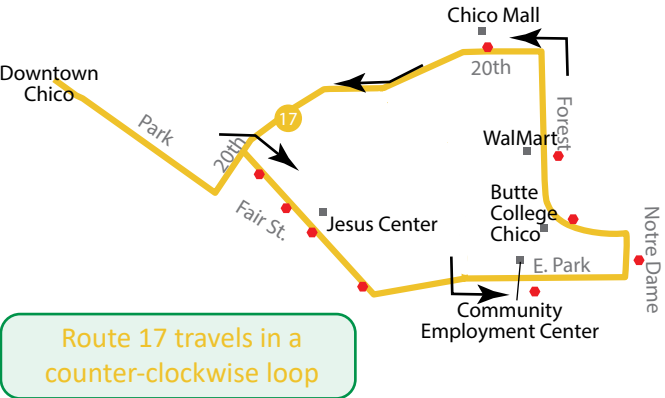 Chico Mall
20th
Downtown
Chico
Park
17
20th
Forest
WalMart
Butte
College
Chico
Fair St.
Jesus Center
Notre Dame
E. Park
Community
Employment Center
Route 17 travels in a
counter-clockwise loop